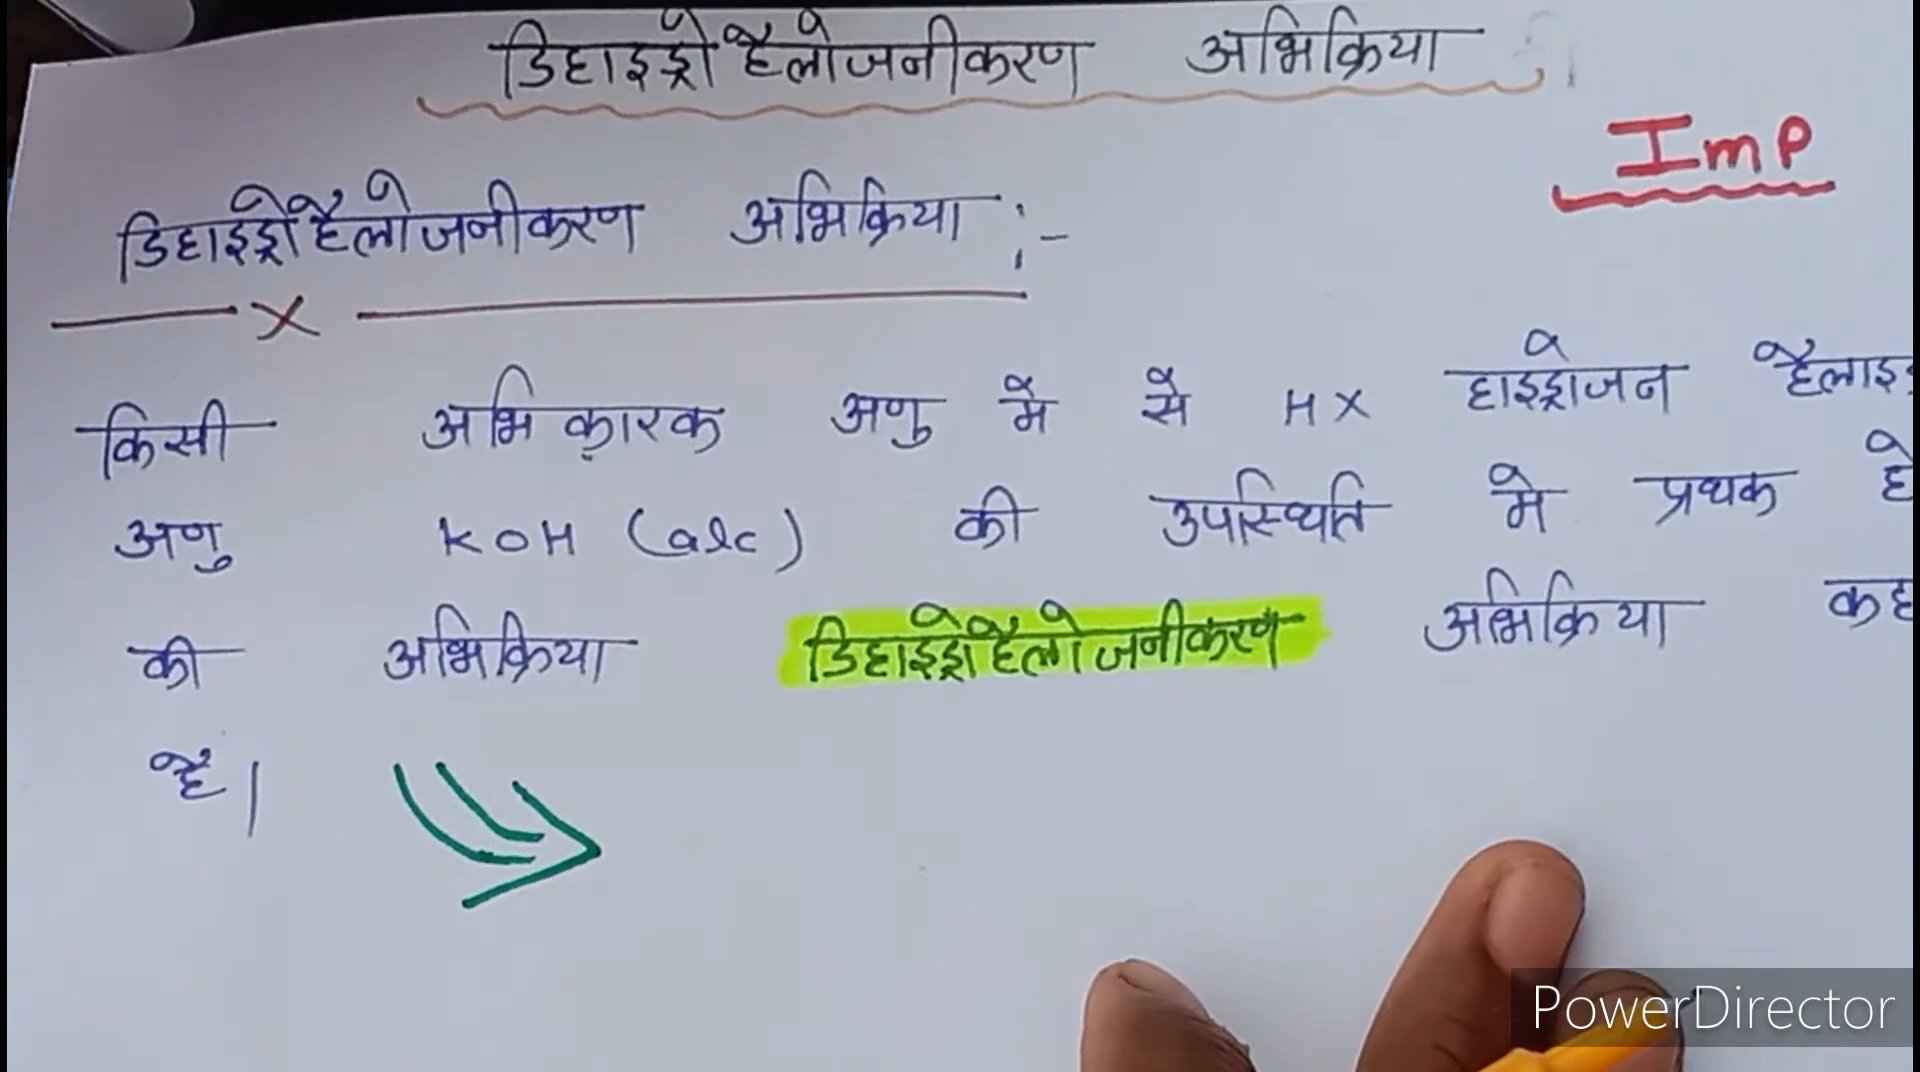 डिहाइड्रोहैलोजनीकरण अभिक्रिया
Imp
डिहाइड्रोहैलोजनीकरण अभिक्रिया :-
किसी अभिकारक अणु मे से HX हाइड्रोजन
अणु KOH (alc) की उपस्थिति मे प्रथक
की अभिक्रिया डिहाइड्रोहैलोजनीकरण अभिक्रिया
है।
PowerDirector